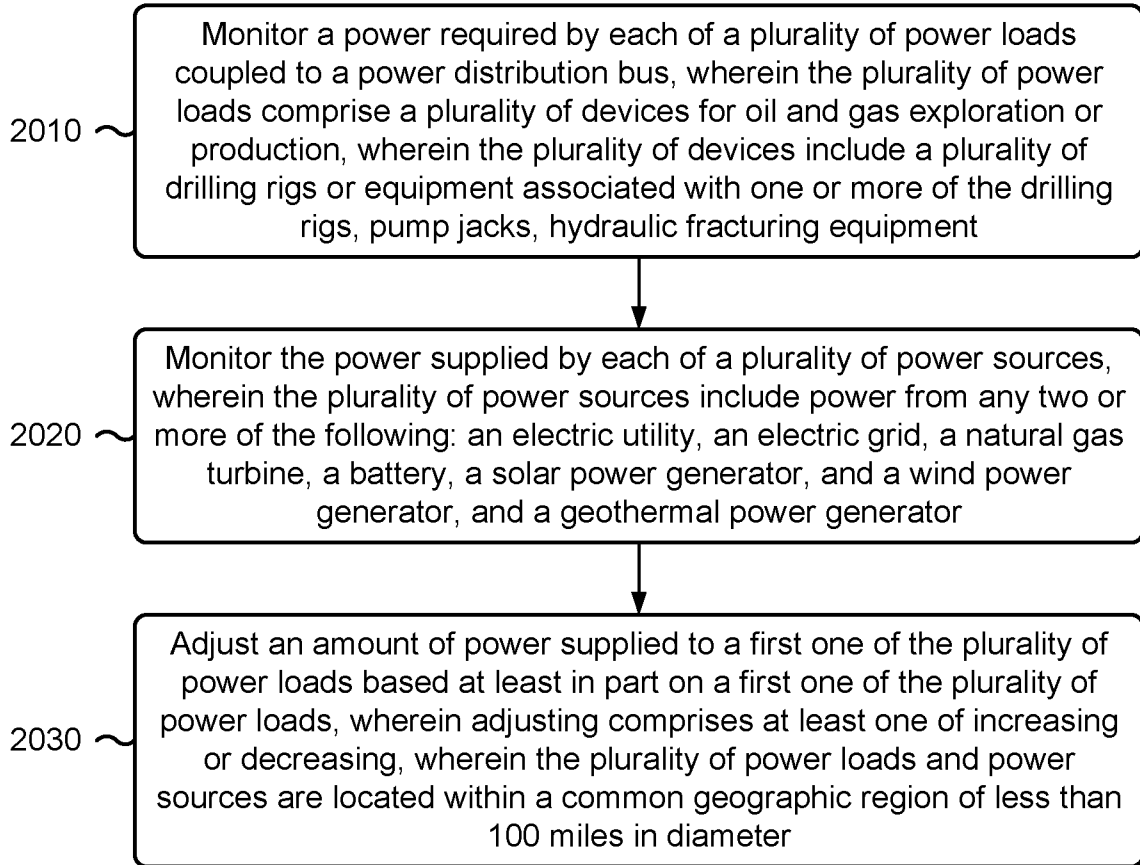 Monitor a power required by each of a plurality of power loads
coupled to a power distribution bus, wherein the plurality of power
loads comprise a plurality of devices for oil and gas exploration or
2010
production, wherein the plurality of devices include a plurality of
drilling rigs or equipment associated with one or more of the drilling
rigs, pump jacks, hydraulic fracturing equipment
Monitor the power supplied by each of a plurality of power sources,
wherein the plurality of power sources include power from any two or
2020
more of the following: an electric utility, an electric grid, a natural gas
turbine, a battery, a solar power generator, and a wind power
generator, and a geothermal power generator
Adjust an amount of power supplied to a first one of the plurality of
power loads based at least in part on a first one of the plurality of
2030
power loads, wherein adjusting comprises at least one of increasing
or decreasing, wherein the plurality of power loads and power
sources are located within a common geographic region of less than
100 miles in diameter